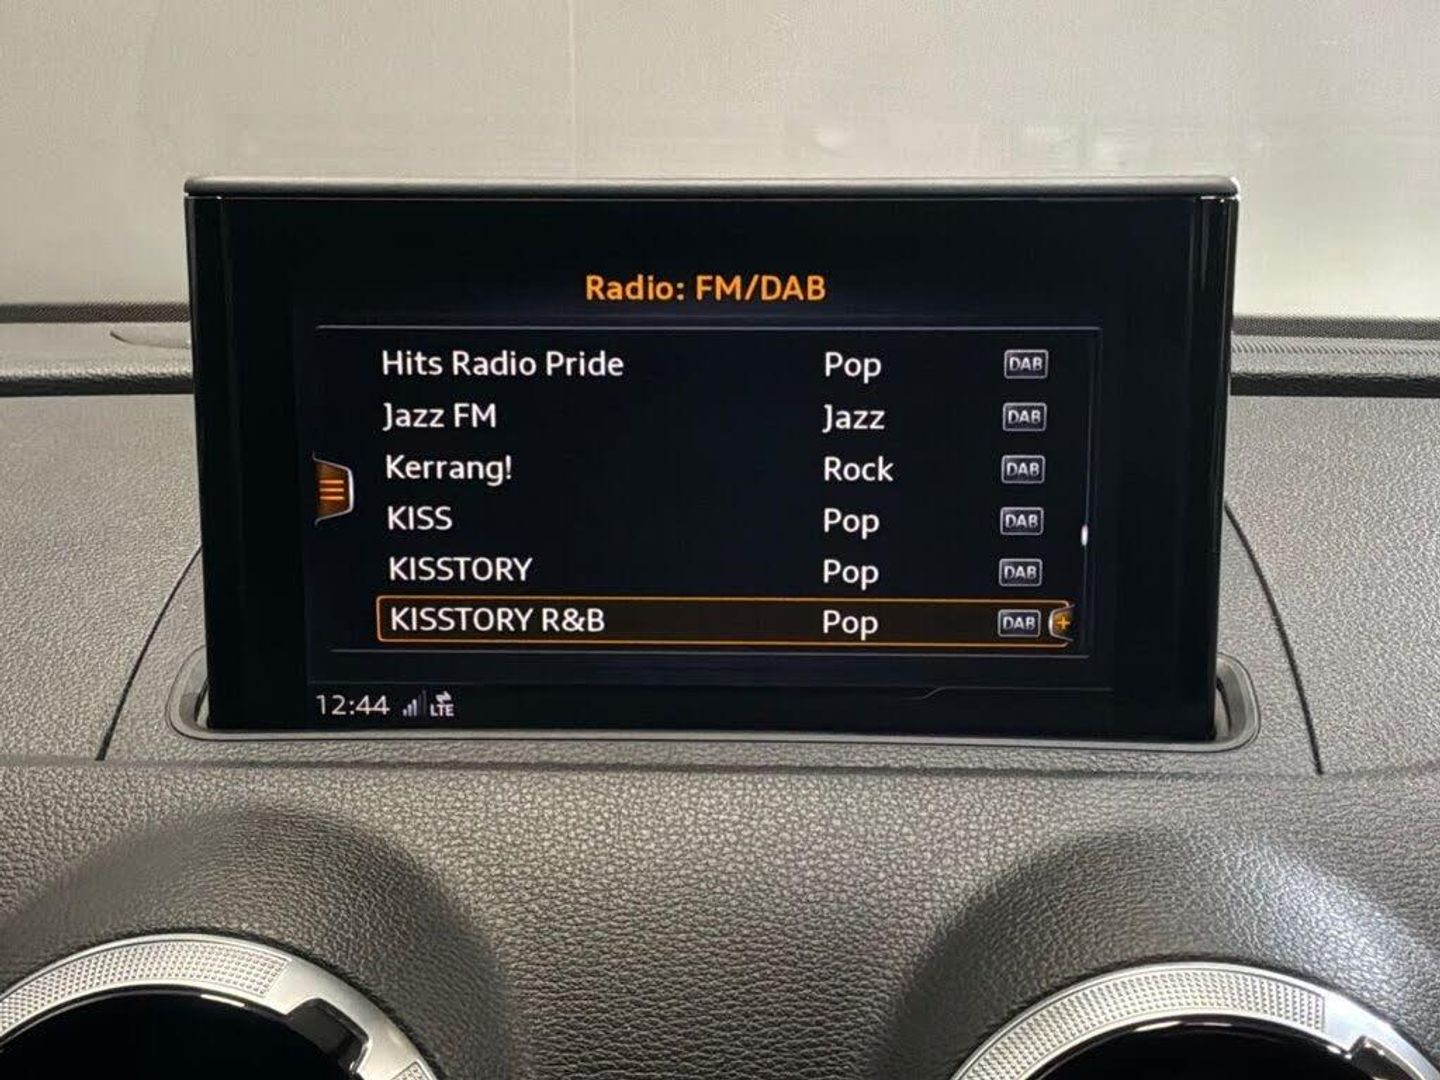 Radio: FM/DAB
Hits Radio Pride Pop DAB
Jazz FM Jazz DAB
Kerrang! Rock DAB
KISS Pop DAB
KISSTORY Pop DAB
KISSTORY R&B Pop DAB +
12:44 LTE